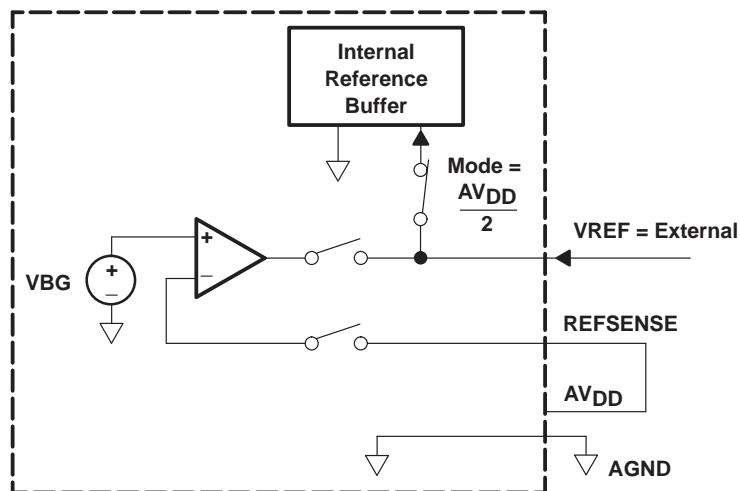 Internal
Reference
Buffer
Mode =
AVDD
2
VREF = External
+
−
+
−
VBG
REFSENSE
AVDD
AGND